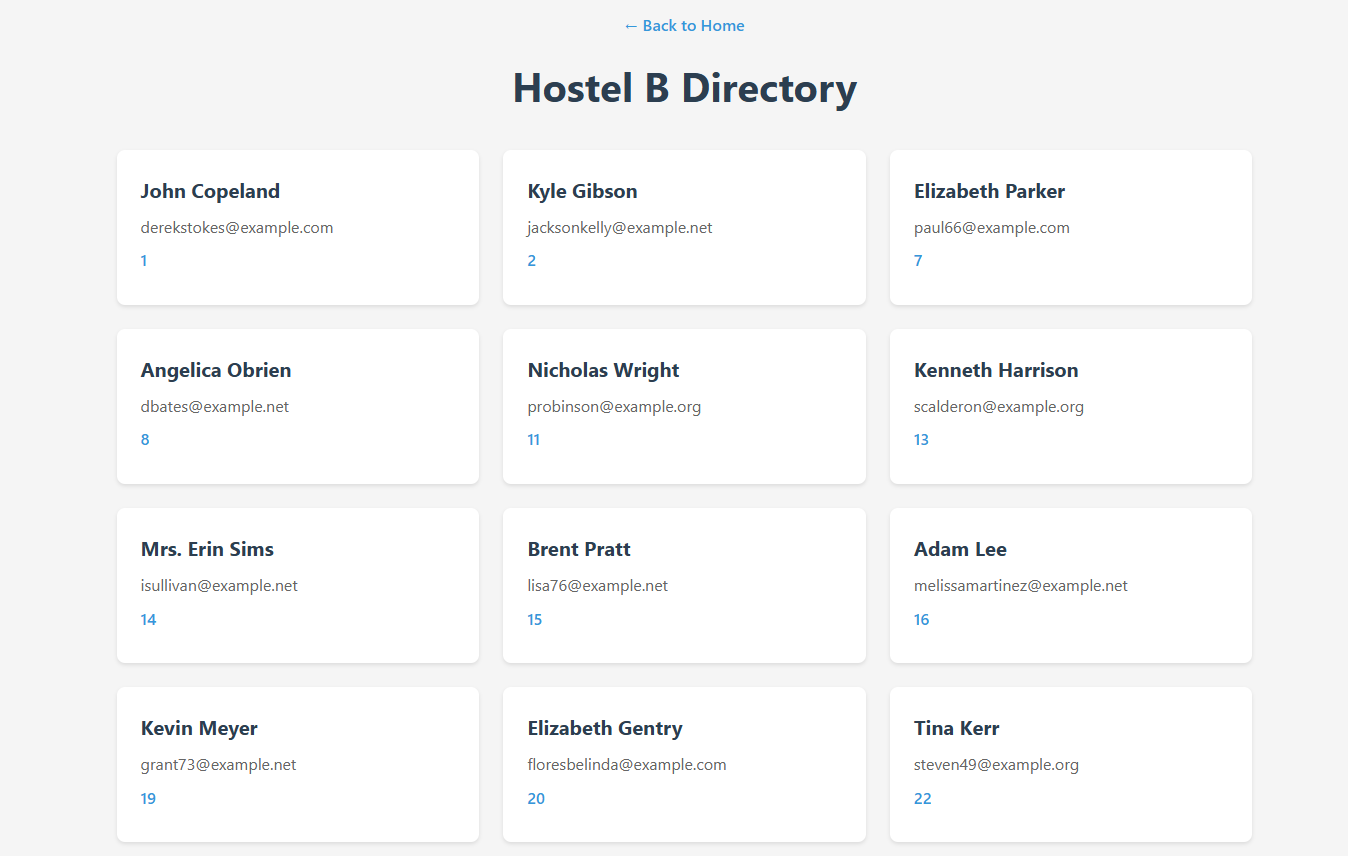 ← Back to Home
Hostel B Directory
John Copeland
derekstokes@example.com
1
Kyle Gibson
jacksonkelly@example.net
2
Elizabeth Parker
paul66@example.com
7
Angelica Obrien
dbates@example.net
8
Nicholas Wright
probinson@example.org
11
Kenneth Harrison
scalderon@example.org
13
Mrs. Erin Sims
isullivan@example.net
14
Brent Pratt
lisa76@example.net
15
Adam Lee
melissamartinez@example.net
16
Kevin Meyer
grant73@example.net
19
Elizabeth Gentry
floresbelinda@example.com
20
Tina Kerr
steven49@example.org
22